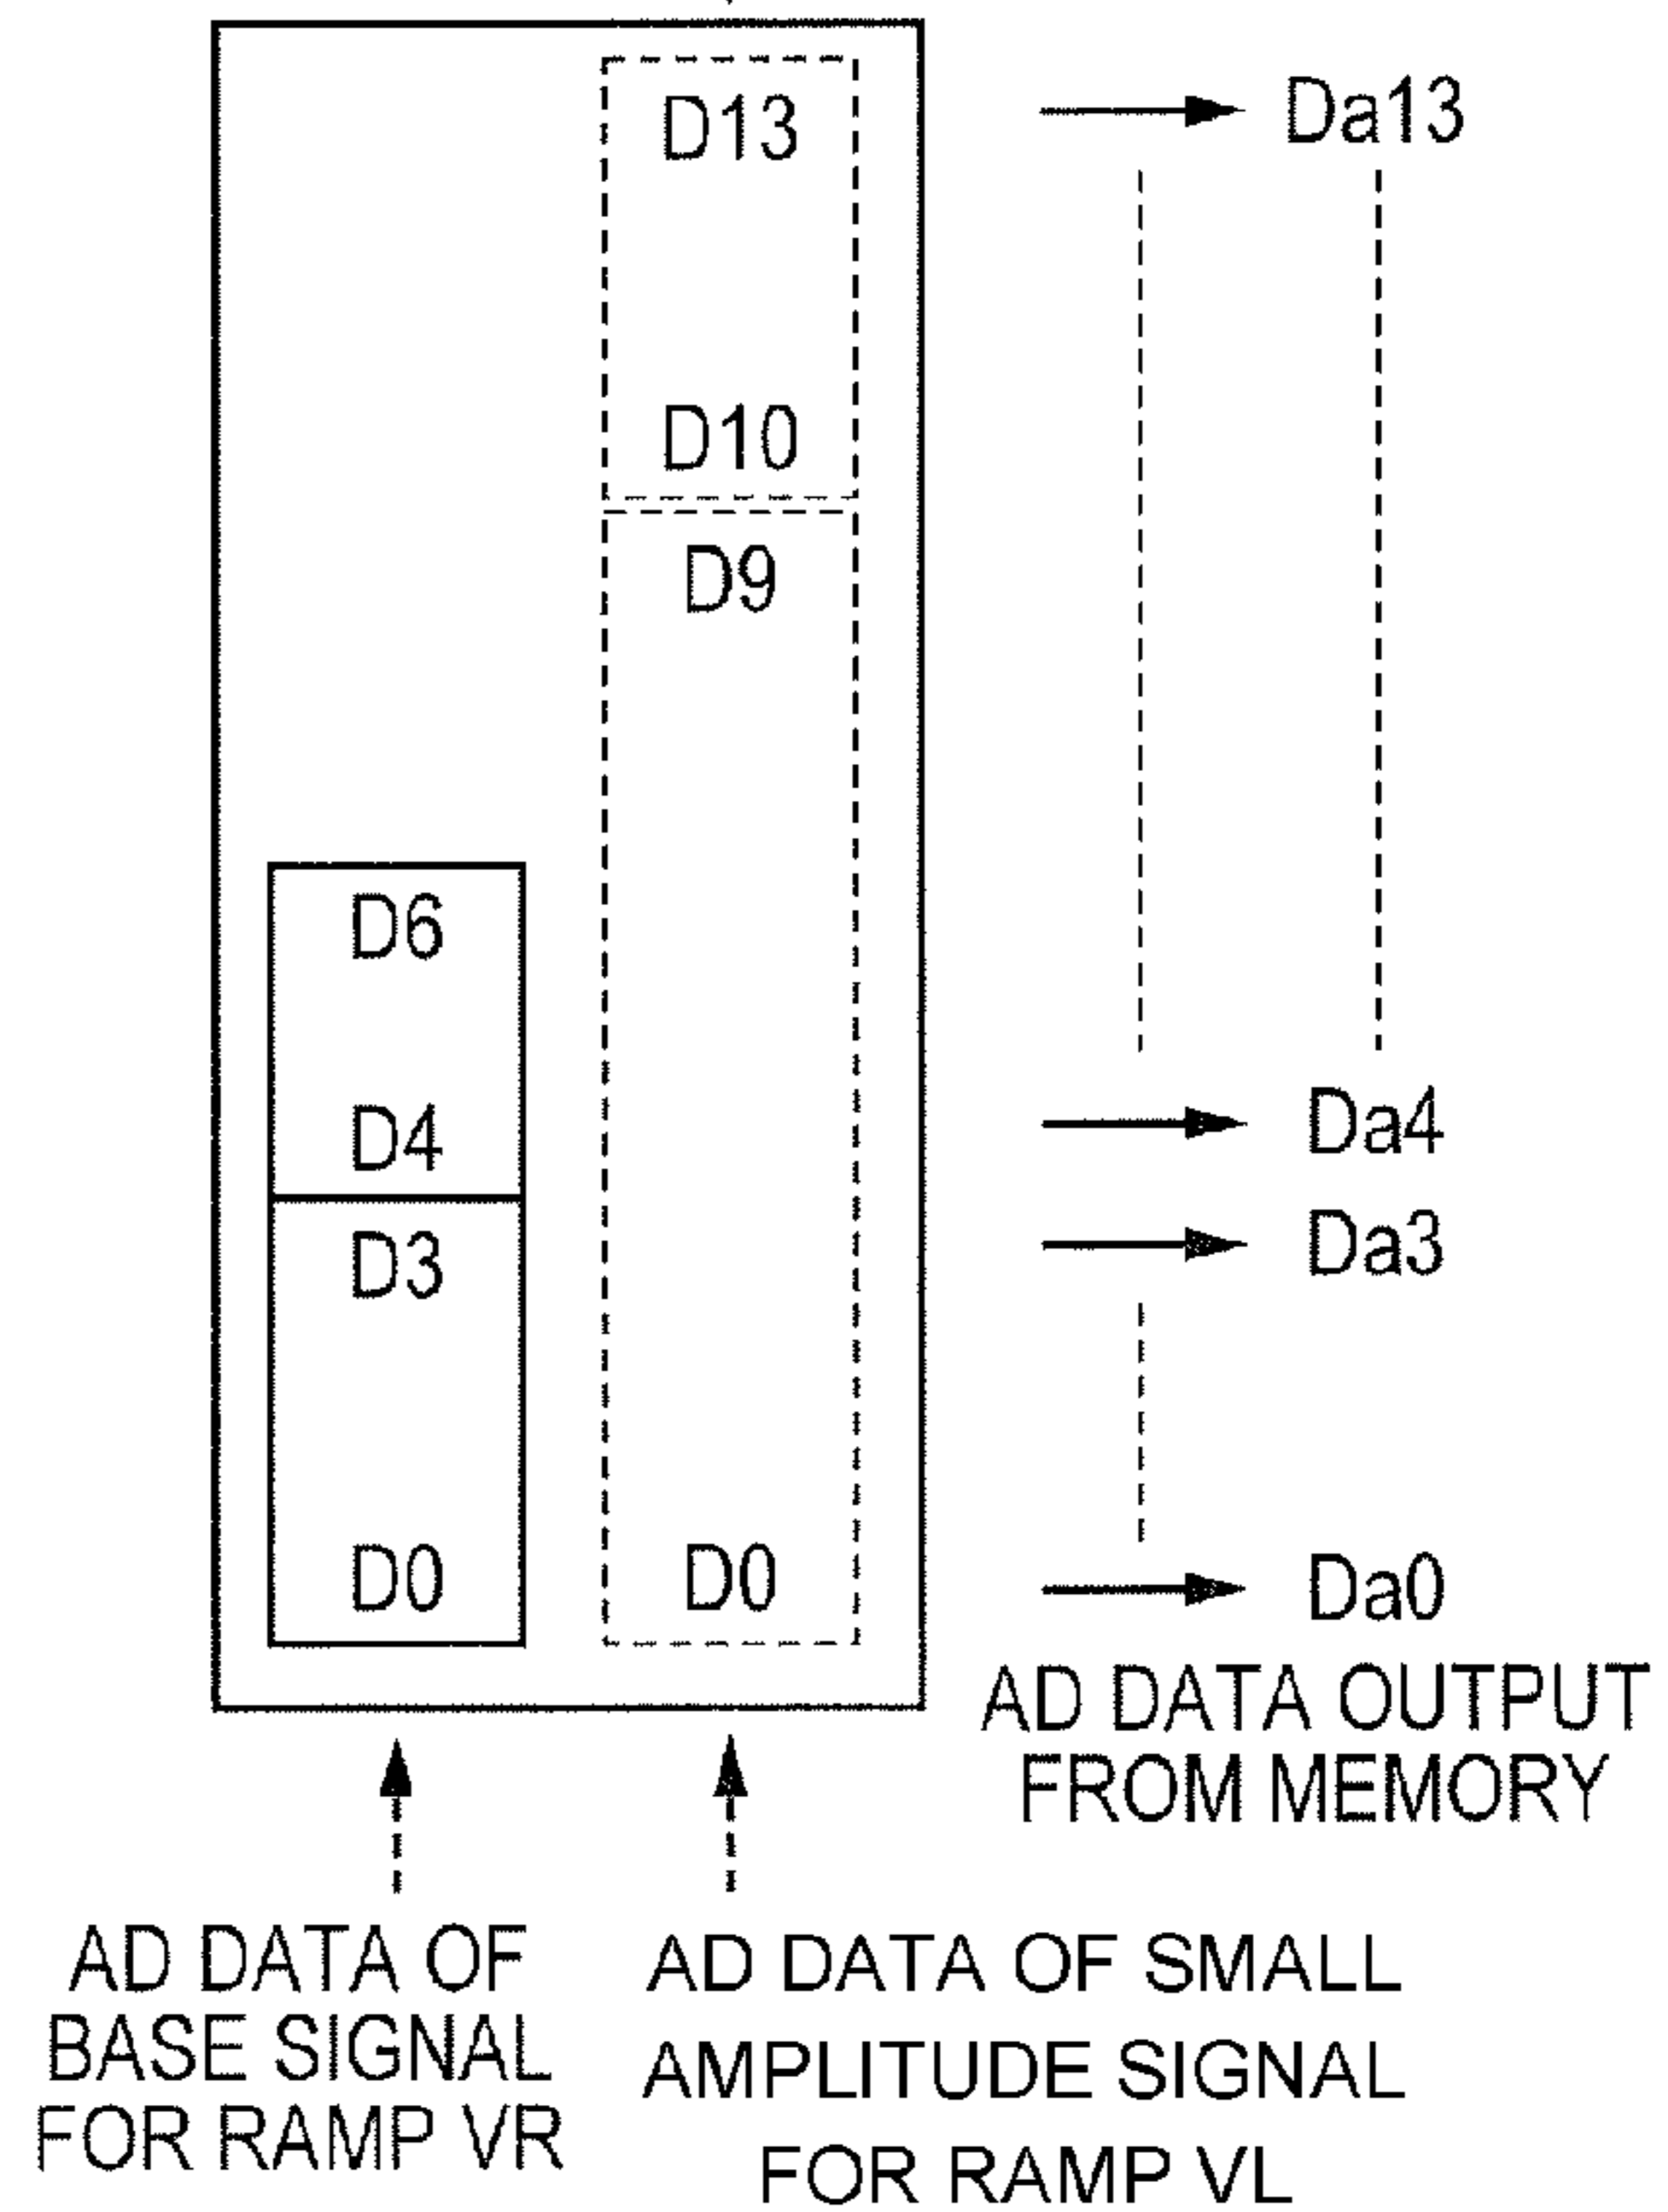 D13
Da13
D10
D9
D6
D4
Da4
D3
Da3
D0
D0
Da0
AD DATA OUTPUT
FROM MEMORY
AD DATA OF
BASE SIGNAL
FOR RAMP VR
AD DATA OF SMALL
AMPLITUDE SIGNAL
FOR RAMP VL